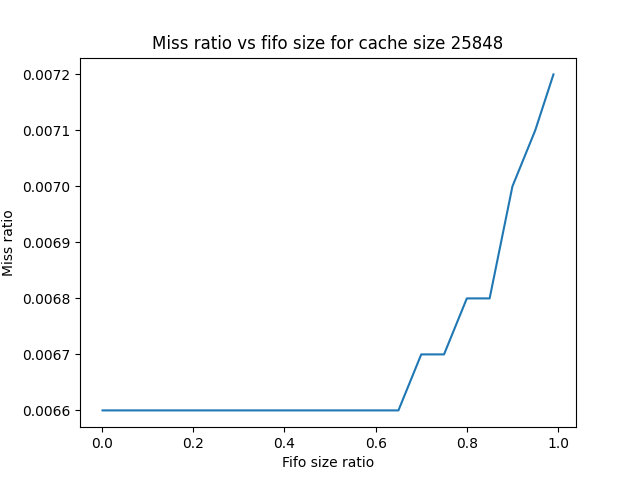 Miss ratio vs fifo size for cache size 25848
Miss ratio
0.0072
0.0071
0.0070
0.0069
0.0068
0.0067
0.0066
0.0 0.2 0.4 0.6 0.8 1.0
Fifo size ratio